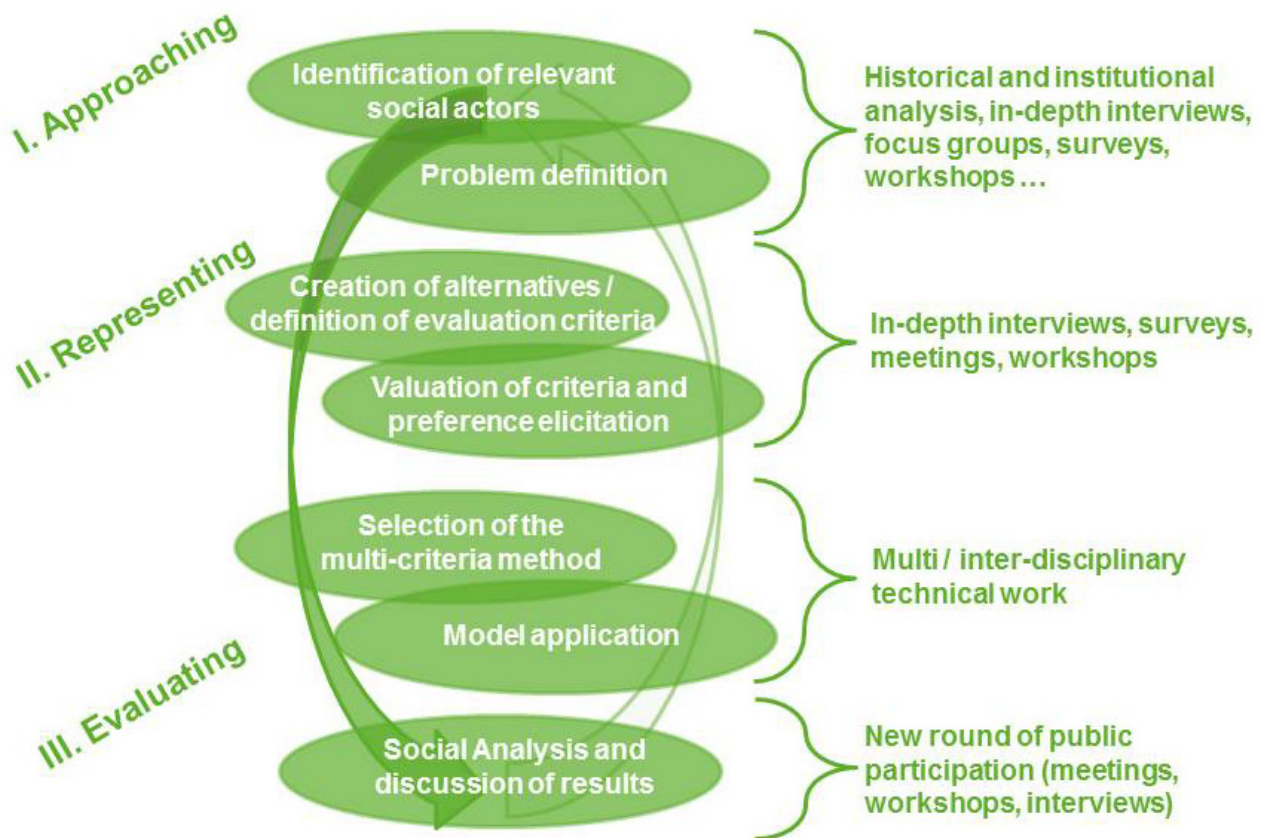 I. Approaching
Identification of relevant
social actors
Problem definition
Historical and institutional
analysis, in-depth interviews,
focus groups, surveys,
workshops ...
II. Representing
Creation of alternatives /
definition of evaluation criteria
Valuation of criteria and
preference elicitation
In-depth interviews, surveys,
meetings, workshops
III. Evaluating
Selection of the
multi-criteria method
Model application
Multi / inter-disciplinary
technical work
Social Analysis and
discussion of results
New round of public
participation (meetings,
workshops, interviews)